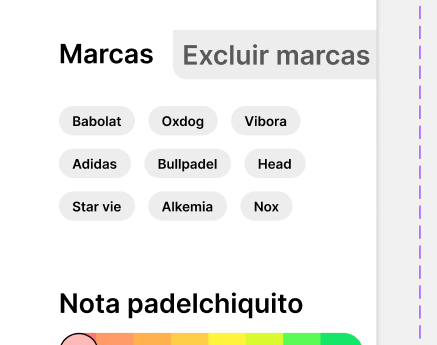 Marcas Excluir marcas
Babolat Oxdog Vibora
Adidas Bullpadel Head
Star vie Alkemia Nox
Nota padelchiquito